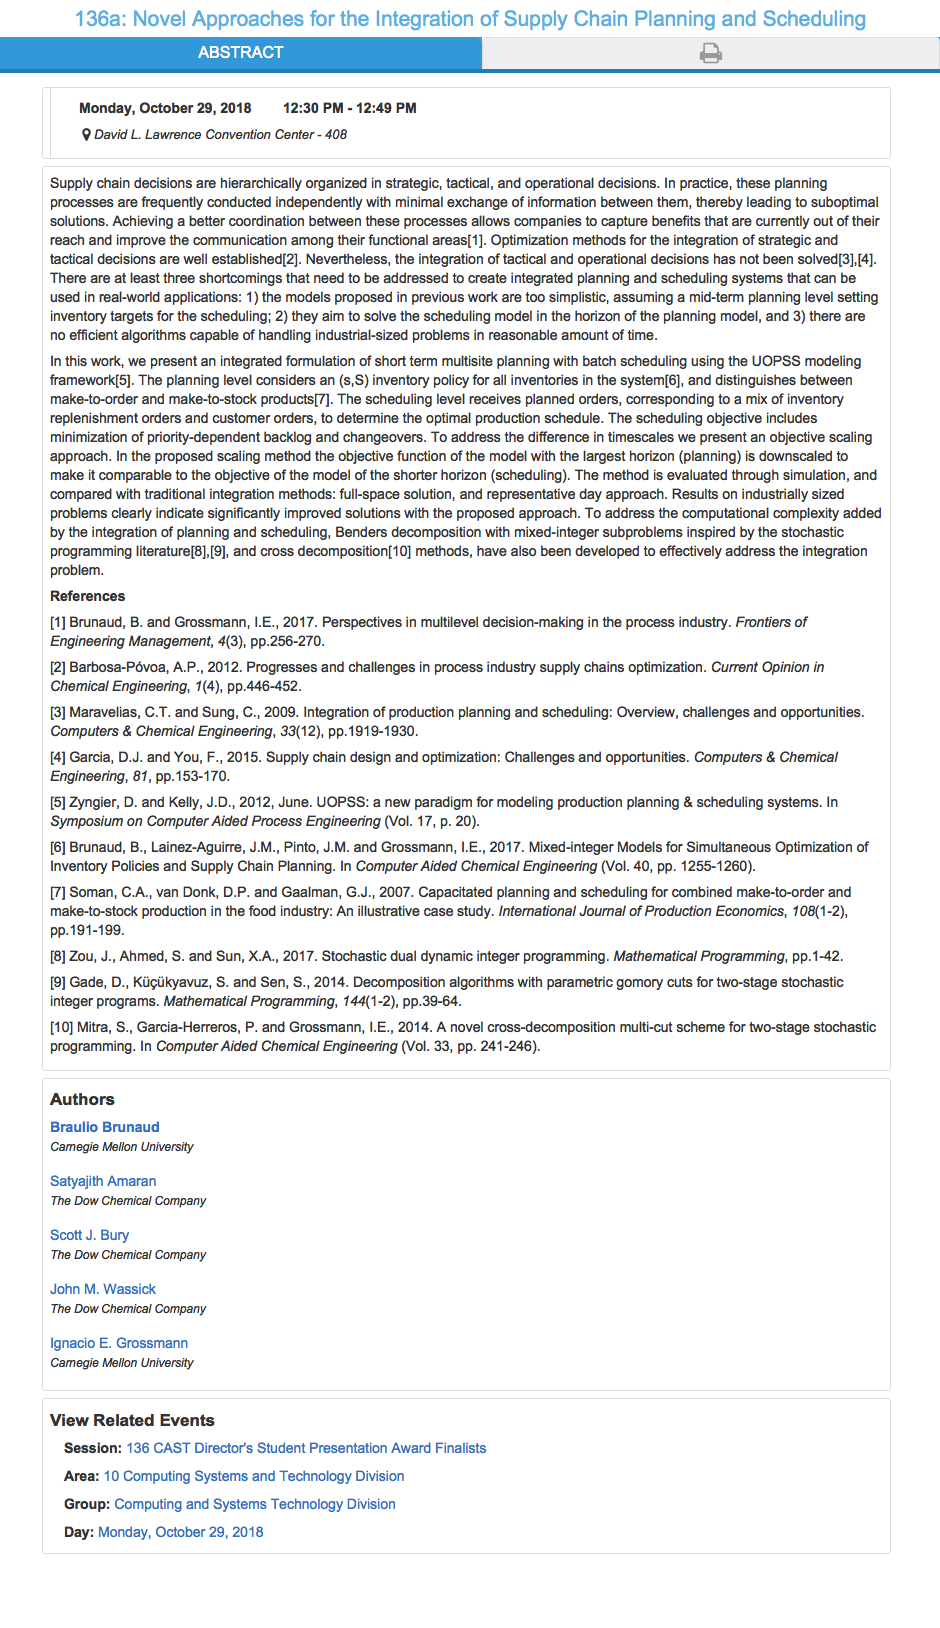 136a: Novel Approaches for the Integration of Supply Chain Planning and Scheduling
ABSTRACT
Monday, October 29, 2018 12:30 PM - 12:49 PM
David L. Lawrence Convention Center - 408
Supply chain decisions are hierarchically organized in strategic, tactical, and operational decisions. In practice, these planning
processes are frequently conducted independently with minimal exchange of information between them, thereby leading to suboptimal
solutions. Achieving a better coordination between these processes allows companies to capture benefits that are currently out of their
reach and improve the communication among their functional areas[1]. Optimization methods for the integration of strategic and
tactical decisions are well established[2]. Nevertheless, the integration of tactical and operational decisions has not been solved[3],[4].
There are at least three shortcomings that need to be addressed to create integrated planning and scheduling systems that can be
used in real-world applications: 1) the models proposed in previous work are too simplistic, assuming a mid-term planning level setting
inventory targets for the scheduling; 2) they aim to solve the scheduling model in the horizon of the planning model, and 3) there are
no efficient algorithms capable of handling industrial-sized problems in reasonable amount of time.
In this work, we present an integrated formulation of short term multisite planning with batch scheduling using the UOPSS modeling
framework[5]. The planning level considers an (s,S) inventory policy for all inventories in the system[6], and distinguishes between
make-to-order and make-to-stock products[7]. The scheduling level receives planned orders, corresponding to a mix of inventory
replenishment orders and customer orders, to determine the optimal production schedule. The scheduling objective includes
minimization of priority-dependent backlog and changeovers. To address the difference in timescales we present an objective scaling
approach. In the proposed scaling method the objective function of the model with the largest horizon (planning) is downscaled to
make it comparable to the objective of the model of the shorter horizon (scheduling). The method is evaluated through simulation, and
compared with traditional integration methods: full-space solution, and representative day approach. Results on industrially sized
problems clearly indicate significantly improved solutions with the proposed approach. To address the computational complexity added
by the integration of planning and scheduling, Benders decomposition with mixed-integer subproblems inspired by the stochastic
programming literature[8],[9], and cross decomposition[10] methods, have also been developed to effectively address the integration
problem.
References
[1] Brunaud, B. and Grossmann, I.E., 2017. Perspectives in multilevel decision-making in the process industry. Frontiers of
Engineering Management, 4(3), pp.256-270.
[2] Barbosa-Póvoa, A.P., 2012. Progresses and challenges in process industry supply chains optimization. Current Opinion in
Chemical Engineering, 1(4), pp.446-452.
[3] Maravelias, C.T. and Sung, C., 2009. Integration of production planning and scheduling: Overview, challenges and opportunities.
Computers & Chemical Engineering, 33(12), pp.1919-1930.
[4] Garcia, D.J. and You, F., 2015. Supply chain design and optimization: Challenges and opportunities. Computers & Chemical
Engineering, 81, pp.153-170.
[5] Zyngier, D. and Kelly, J.D., 2012, June. UOPSS: a new paradigm for modeling production planning & scheduling systems. In
Symposium on Computer Aided Process Engineering (Vol. 17, p. 20).
[6] Brunaud, B., Lainez-Aguirre, J.M., Pinto, J.M. and Grossmann, I.E., 2017. Mixed-integer Models for Simultaneous Optimization of
Inventory Policies and Supply Chain Planning. In Computer Aided Chemical Engineering (Vol. 40, pp. 1255-1260).
[7] Soman, C.A., van Donk, D.P. and Gaalman, G.J., 2007. Capacitated planning and scheduling for combined make-to-order and
make-to-stock production in the food industry: An illustrative case study. International Journal of Production Economics, 108(1-2),
pp.191-199.
[8] Zou, J., Ahmed, S. and Sun, X.A., 2017. Stochastic dual dynamic integer programming. Mathematical Programming, pp.1-42.
[9] Gade, D., Küçükyavuz, S. and Sen, S., 2014. Decomposition algorithms with parametric gomory cuts for two-stage stochastic
integer programs. Mathematical Programming, 144(1-2), pp.39-64.
[10] Mitra, S., Garcia-Herreros, P. and Grossmann, I.E., 2014. A novel cross-decomposition multi-cut scheme for two-stage stochastic
programming. In Computer Aided Chemical Engineering (Vol. 33, pp. 241-246).
Authors
Braulio Brunaud
Carnegie Mellon University
Satyajith Amaran
The Dow Chemical Company
Scott J. Bury
The Dow Chemical Company
John M. Wassick
The Dow Chemical Company
Ignacio E. Grossmann
Carnegie Mellon University
View Related Events
Session: 136 CAST Director's Student Presentation Award Finalists
Area: 10 Computing Systems and Technology Division
Group: Computing and Systems Technology Division
Day: Monday, October 29, 2018